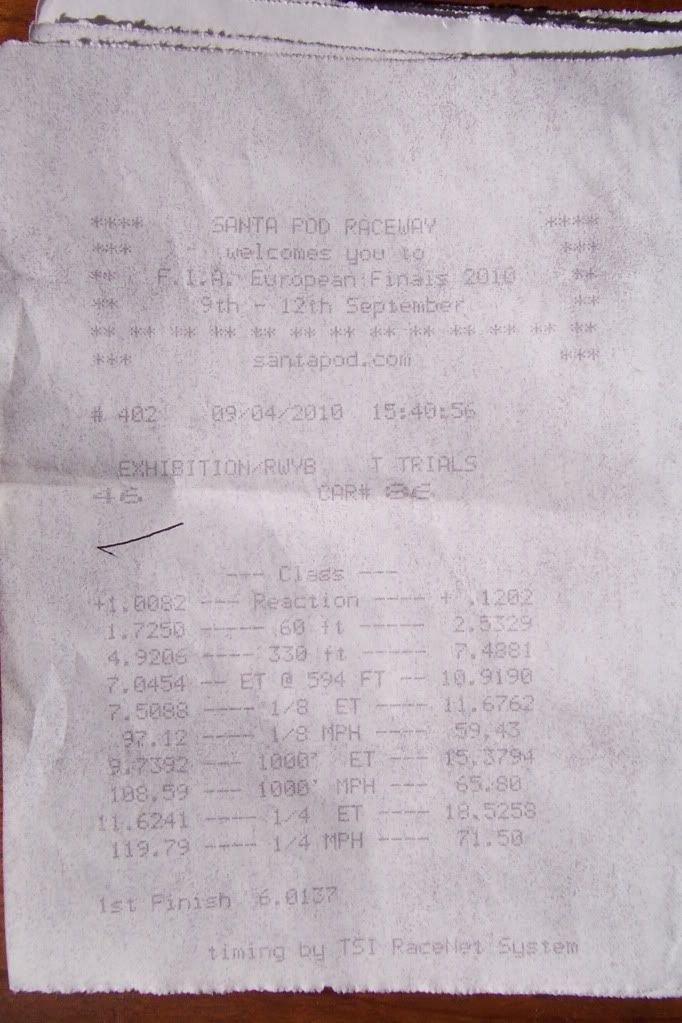 **** SANTA POD RACEWAY ****
*** welcomes you to ***
** F.I.A. European Finals 2010 **
** 9th - 12th September **
** ** ** ** ** ** ** ** ** ** ** ** **
*** santapod.com ***
# 402 09/04/2010 15:40:56
EXHIBITION/RWYB T TRIALS
46 CAR# 86
--- Class ---
+1.0082 --- Reaction ---- + .1202
1.7250 ----- 60 ft ----- 2.5329
4.9206 ---- 330 ft ----- 7.4881
7.0454 -- ET @ 594 FT -- 10.9190
7.5088 ---- 1/8 ET ---- 11.6762
97.12 ---- 1/8 MPH ---- 59.43
9.7392 --- 1000' ET --- 15.3794
108.59 --- 1000' MPH --- 65.80
11.6241 ---- 1/4 ET ---- 18.5258
119.79 ---- 1/4 MPH ---- 71.50
1st Finish 6.0137
timing by TSI RaceNet System